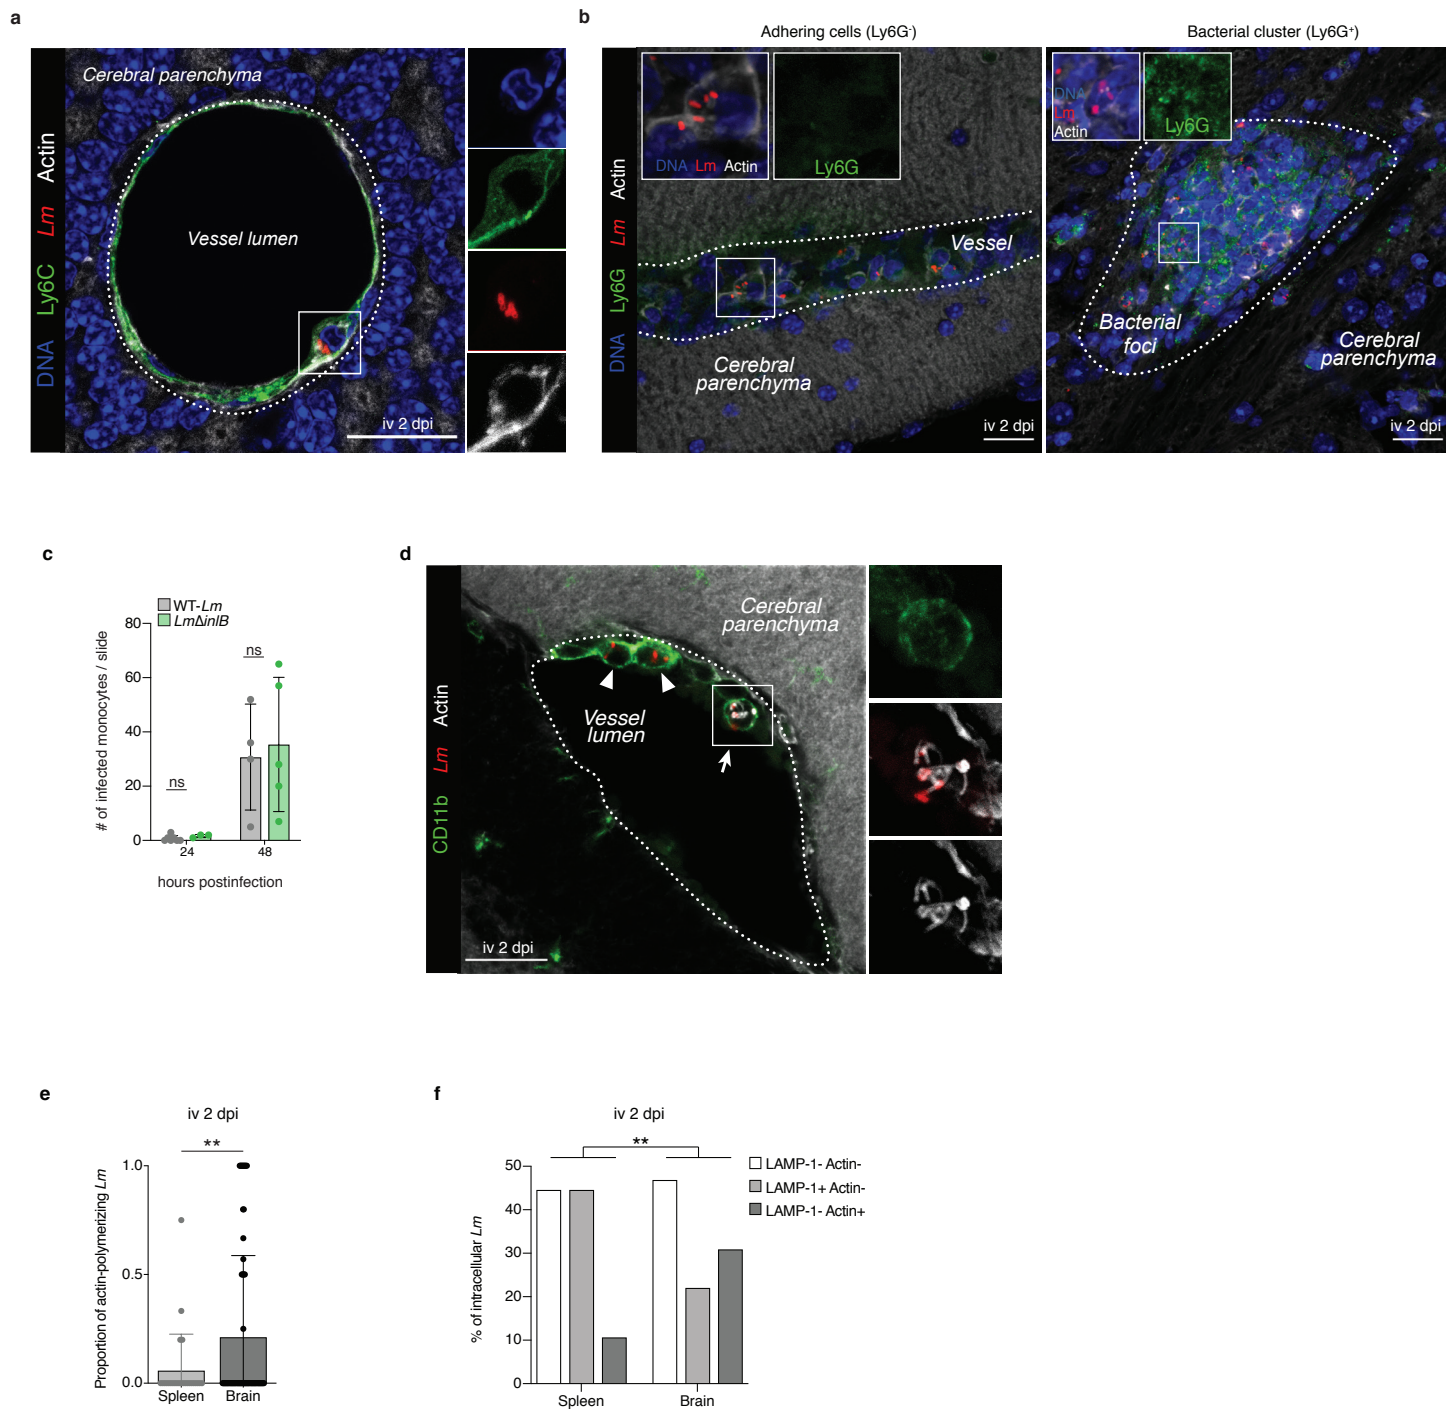 a
Cerebral parenchyma
Vessel lumen
DNA Ly6C Lm Actin
iv 2 dpi
b
Adhering cells (Ly6G-)
Bacterial cluster (Ly6G+)
DNA Ly6G Lm Actin
DNA Lm Actin
Ly6G
Vessel
Cerebral
parenchyma
iv 2 dpi
DNA
Lm
Actin
Ly6G
Bacterial
foci
Cerebral
parenchyma
iv 2 dpi
c
WT-Lm
LmΔinlB
# of infected monocytes / slide
80
60
40
20
0
ns
ns
24
48
hours postinfection
d
CD11b Lm Actin
Cerebral
parenchyma
Vessel
lumen
iv 2 dpi
e
iv 2 dpi
**
Proportion of actin-polymerizing Lm
1.0
0.5
0.0
Spleen
Brain
f
iv 2 dpi
**
% of intracellular Lm
50
40
30
20
10
0
Spleen
Brain
LAMP-1- Actin-
LAMP-1+ Actin-
LAMP-1- Actin+